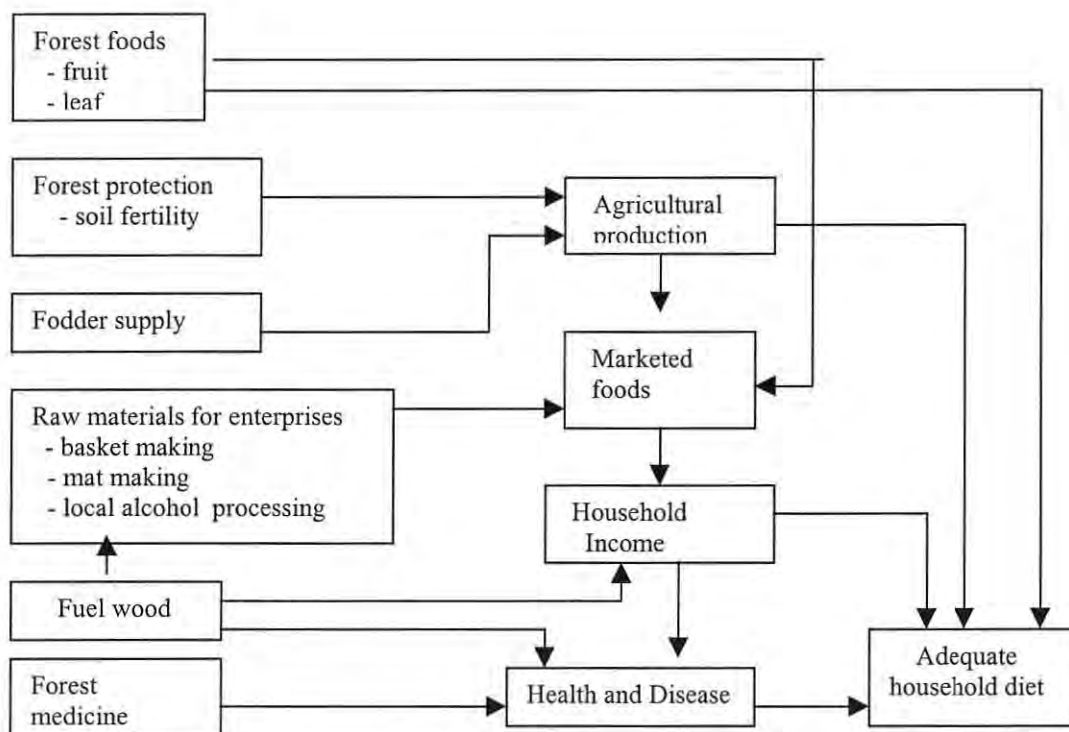 Forest foods
- fruit
- leaf
Forest protection
- soil fertility
Agricultural
production
Fodder supply
Marketed
foods
Raw materials for enterprises
- basket making
- mat making
- local alcohol processing
Household
Income
Fuel wood
Adequate
household diet
Forest
medicine
Health and Disease